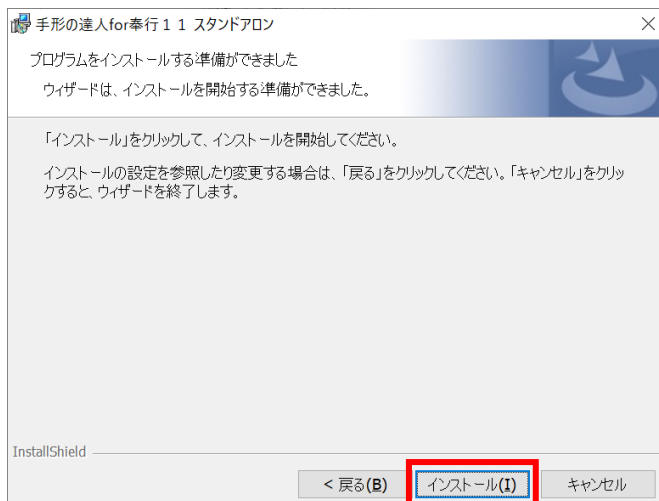 手形の達人for奉行１１ スタンドアロン
プログラムをインストールする準備ができました
ウィザードは、インストールを開始する準備ができました。
「インストール」をクリックして、インストールを開始してください。
インストールの設定を参照したり変更する場合は、「戻る」をクリックしてください。「キャンセル」をクリッ
クすると、ウィザードを終了します。
InstallShield
< 戻る(B) インストール(I) キャンセル